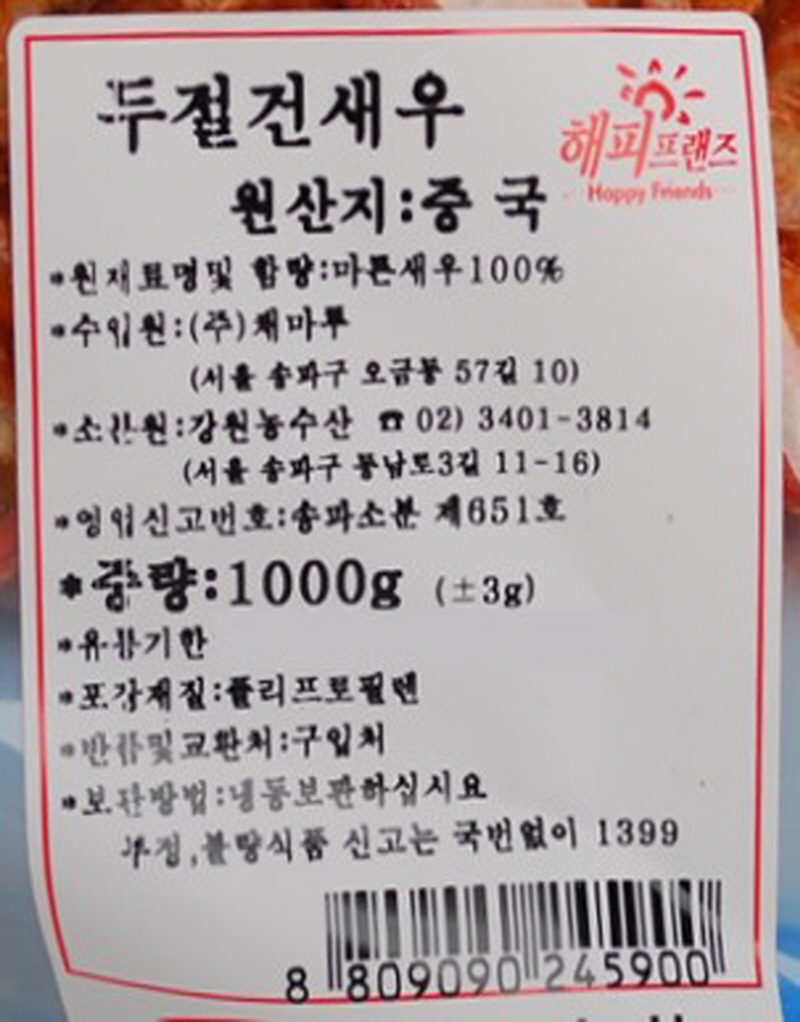 두절건새우
해피프랜즈
Happy Friends
원산지:중 국
*원재료명및 함량:마른새우100%
*수입원:(주)채마루
(서울 송파구 오금동 57길 10)
*소분원:강원농수산 ☎ 02) 3401-3814
(서울 송파구 동남로3길 11-16)
*영업신고번호:송파소분 제651호
*중량:1000g (±3g)
*유통기한
*포장재질:폴리프로필렌
*반품및교환처:구입처
*보관방법:냉동보관하십시요
부정,불량식품 신고는 국번없이 1399
8 809090 245900